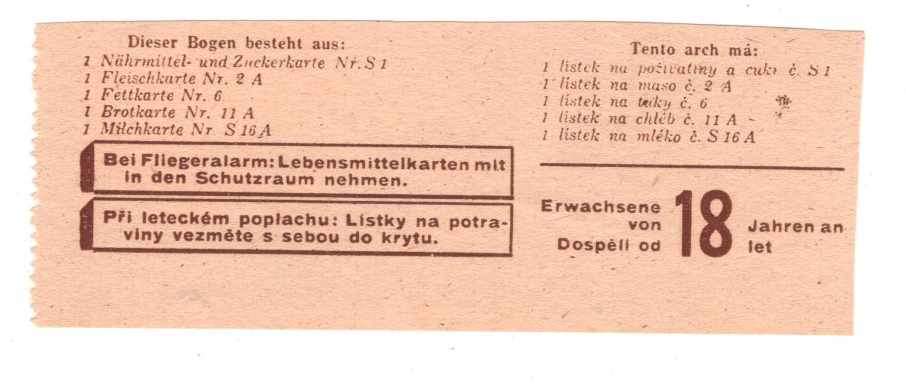 Dieser Bogen besteht aus:
1 Nährmittel- und Zuckerkarte Nr. S 1
1 Fleischkarte Nr. 2 A
1 Fettkarte Nr. 6
1 Brotkarte Nr. 11 A
1 Milchkarte Nr S 16 A
Bei Fliegeralarm: Lebensmittelkarten mit
in den Schutzraum nehmen.
Při leteckém poplachu: Lístky na potra-
viny vezměte s sebou do krytu.
Tento arch má:
1 lístek na poživatiny a cukr č. S 1
1 lístek na maso č. 2 A
1 lístek na tuky č. 6
1 lístek na chléb č. 11 A -
1 lístek na mléko č. S 16 A
Erwachsene
von
Dospělí od
18
Jahren an
let